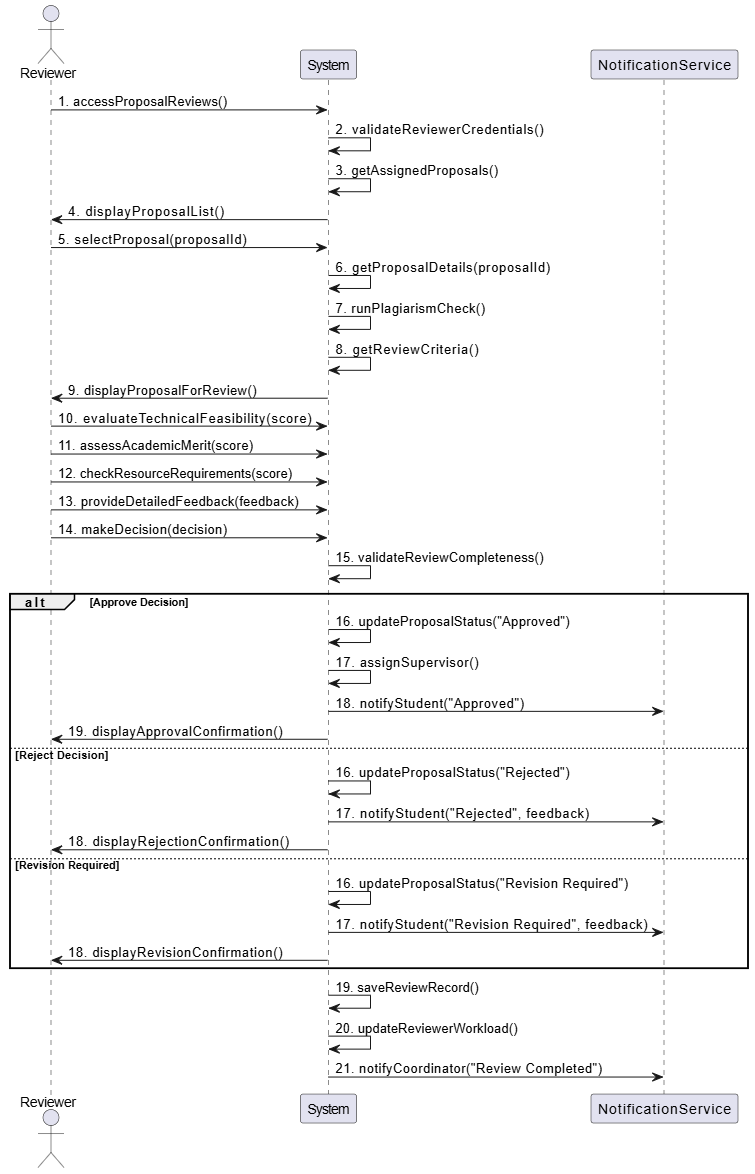 Reviewer
System
NotificationService
1. accessProposalReviews()
2. validateReviewerCredentials()
3. getAssignedProposals()
4. displayProposalList()
5. selectProposal(proposalId)
6. getProposalDetails(proposalId)
7. runPlagiarismCheck()
8. getReviewCriteria()
9. displayProposalForReview()
10. evaluateTechnicalFeasibility(score)
11. assessAcademicMerit(score)
12. checkResourceRequirements(score)
13. provideDetailedFeedback(feedback)
14. makeDecision(decision)
15. validateReviewCompleteness()
alt [Approve Decision]
16. updateProposalStatus("Approved")
17. assignSupervisor()
18. notifyStudent("Approved")
19. displayApprovalConfirmation()
[Reject Decision]
16. updateProposalStatus("Rejected")
17. notifyStudent("Rejected", feedback)
18. displayRejectionConfirmation()
[Revision Required]
16. updateProposalStatus("Revision Required")
17. notifyStudent("Revision Required", feedback)
18. displayRevisionConfirmation()
19. saveReviewRecord()
20. updateReviewerWorkload()
21. notifyCoordinator("Review Completed")
Reviewer
System
NotificationService